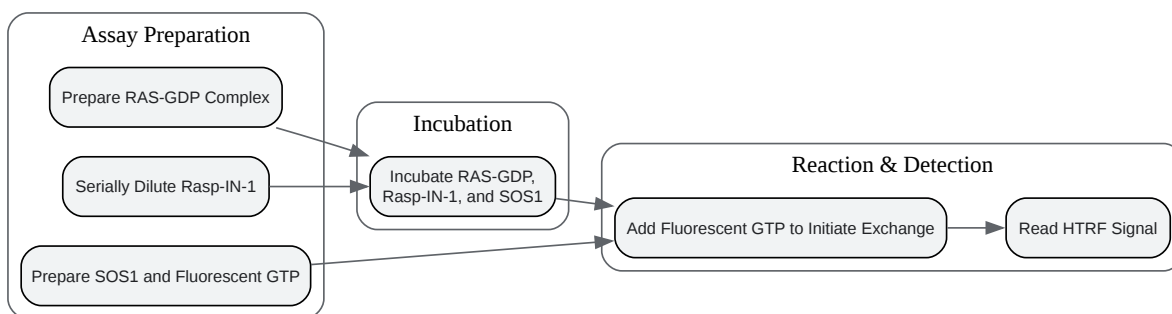 Assay Preparation
Prepare RAS-GDP Complex
Serially Dilute Rasp-IN-1
Prepare SOS1 and Fluorescent GTP
Incubation
Incubate RAS-GDP,
Rasp-IN-1, and SOS1
Reaction & Detection
Add Fluorescent GTP to Initiate Exchange
Read HTRF Signal